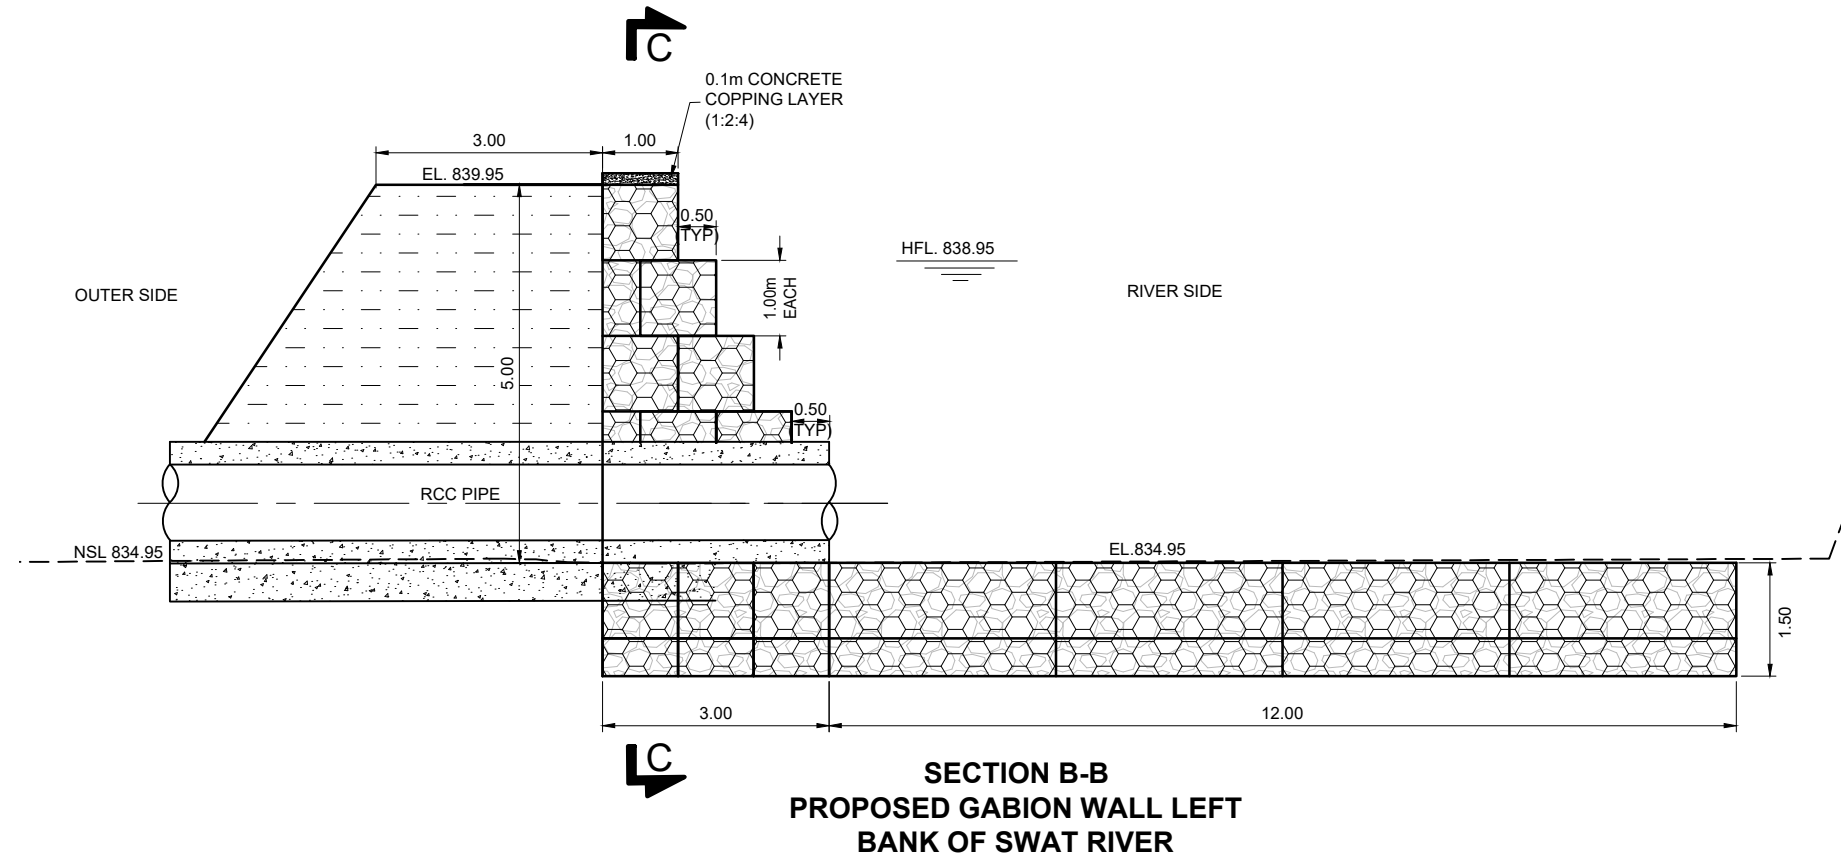 C
0.1m CONCRETE
COPPING LAYER
(1:2:4)
3.00
1.00
EL. 839.95
0.50
(TYP)
HFL. 838.95
1.00m
EACH
OUTER SIDE
RIVER SIDE
5.00
0.50
(TYP)
RCC PIPE
NSL 834.95
EL.834.95
1.50
3.00
12.00
C
SECTION B-B
PROPOSED GABION WALL LEFT
BANK OF SWAT RIVER